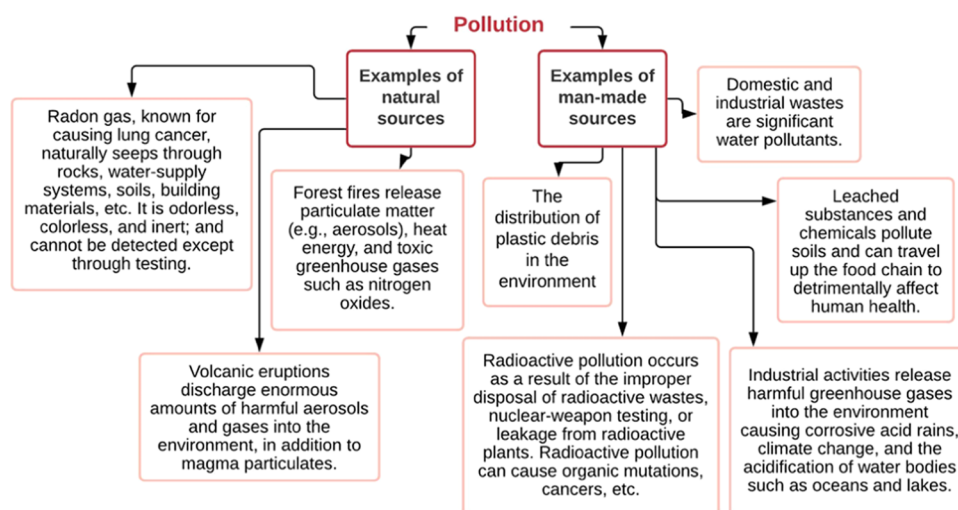 Pollution
Examples of
natural
sources
Examples of
man-made
sources
Domestic and
industrial wastes
are significant
water pollutants.
Radon gas, known for
causing lung cancer,
naturally seeps through
rocks, water-supply
systems, soils, building
materials, etc. It is odorless,
colorless, and inert; and
cannot be detected except
through testing.
Forest fires release
particulate matter
(e.g., aerosols), heat
energy, and toxic
greenhouse gases
such as nitrogen
oxides.
The
distribution of
plastic debris
in the
environment
Leached
substances and
chemicals pollute
soils and can travel
up the food chain to
detrimentally affect
human health.
Volcanic eruptions
discharge enormous
amounts of harmful aerosols
and gases into the
environment, in addition to
magma particulates.
Radioactive pollution occurs
as a result of the improper
disposal of radioactive wastes,
nuclear-weapon testing, or
leakage from radioactive
plants. Radioactive pollution
can cause organic mutations,
cancers, etc.
Industrial activities release
harmful greenhouse gases
into the environment
causing corrosive acid rains,
climate change, and the
acidification of water bodies
such as oceans and lakes.